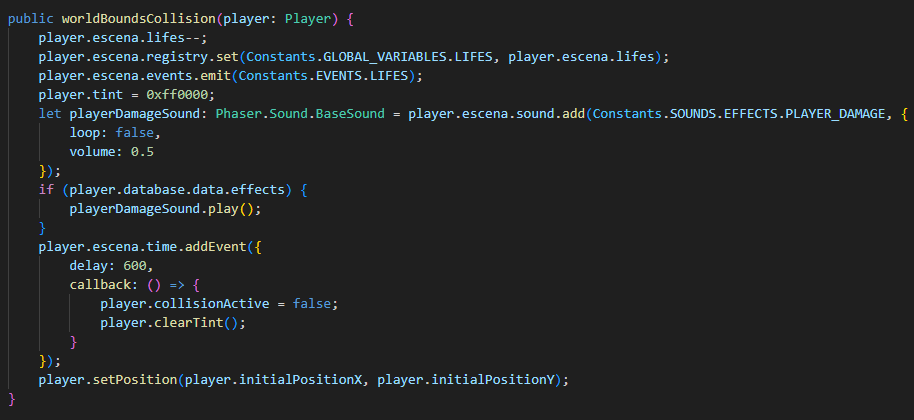 public worldBoundsCollision(player: Player) {
    player.escena.lifes--;
    player.escena.registry.set(Constants.GLOBAL_VARIABLES.LIFES, player.escena.lifes);
    player.escena.events.emit(Constants.EVENTS.LIFES);
    player.tint = 0xff0000;
    let playerDamageSound: Phaser.Sound.BaseSound = player.escena.sound.add(Constants.SOUNDS.EFFECTS.PLAYER_DAMAGE, {
        loop: false,
        volume: 0.5
    });
    if (player.database.data.effects) {
        playerDamageSound.play();
    }
    player.escena.time.addEvent({
        delay: 600,
        callback: () => {
            player.collisionActive = false;
            player.clearTint();
        }
    });
    player.setPosition(player.initialPositionX, player.initialPositionY);
}